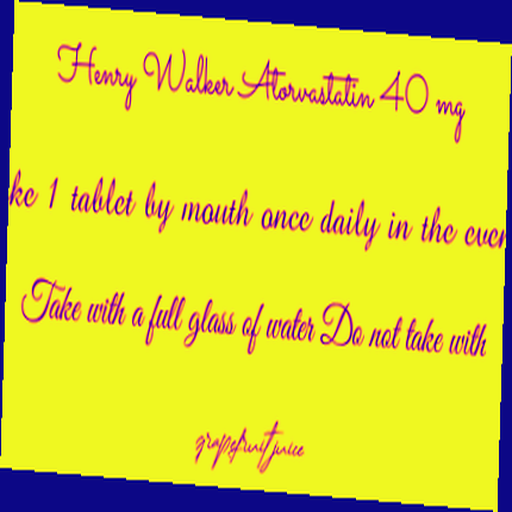 Henry Walker Atorvastatin 40 mg
ke 1 tablet by mouth once daily in the even
Take with a full glass of water Do not take with
grapefruit juice